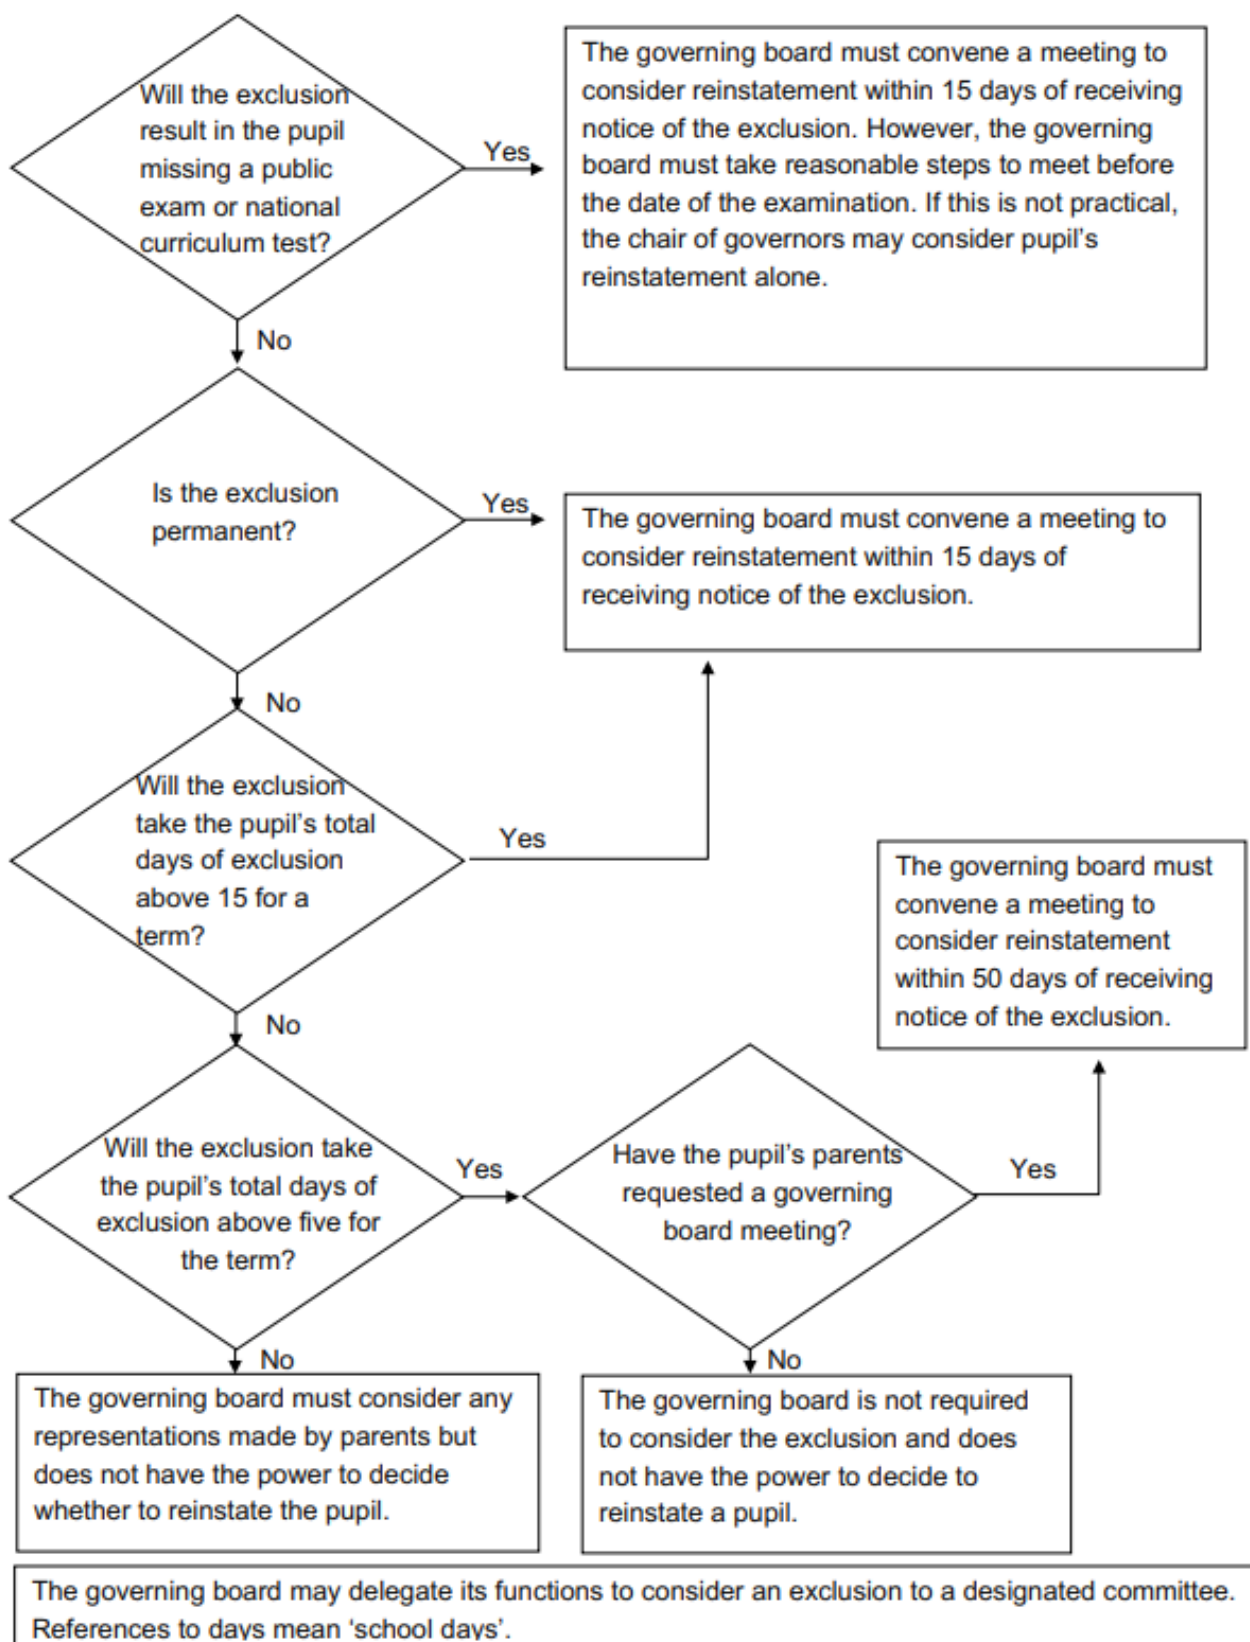 Will the exclusion
result in the pupil
missing a public
exam or national
curriculum test?
Yes
The governing board must convene a meeting to
consider reinstatement within 15 days of receiving
notice of the exclusion. However, the governing
board must take reasonable steps to meet before
the date of the examination. If this is not practical,
the chair of governors may consider pupil's
reinstatement alone.
No
Is the exclusion
permanent?
Yes
The governing board must convene a meeting to
consider reinstatement within 15 days of
receiving notice of the exclusion.
No
Will the exclusion
take the pupil's total
days of exclusion
above 15 for a
term?
Yes
No
Will the exclusion take
the pupil's total days of
exclusion above five for
the term?
Yes
Have the pupil's parents
requested a governing
board meeting?
Yes
The governing board must
convene a meeting to
consider reinstatement
within 50 days of receiving
notice of the exclusion.
No
The governing board must consider any
representations made by parents but
does not have the power to decide
whether to reinstate the pupil.
No
The governing board is not required
to consider the exclusion and does
not have the power to decide to
reinstate a pupil.
The governing board may delegate its functions to consider an exclusion to a designated committee.
References to days mean 'school days'.